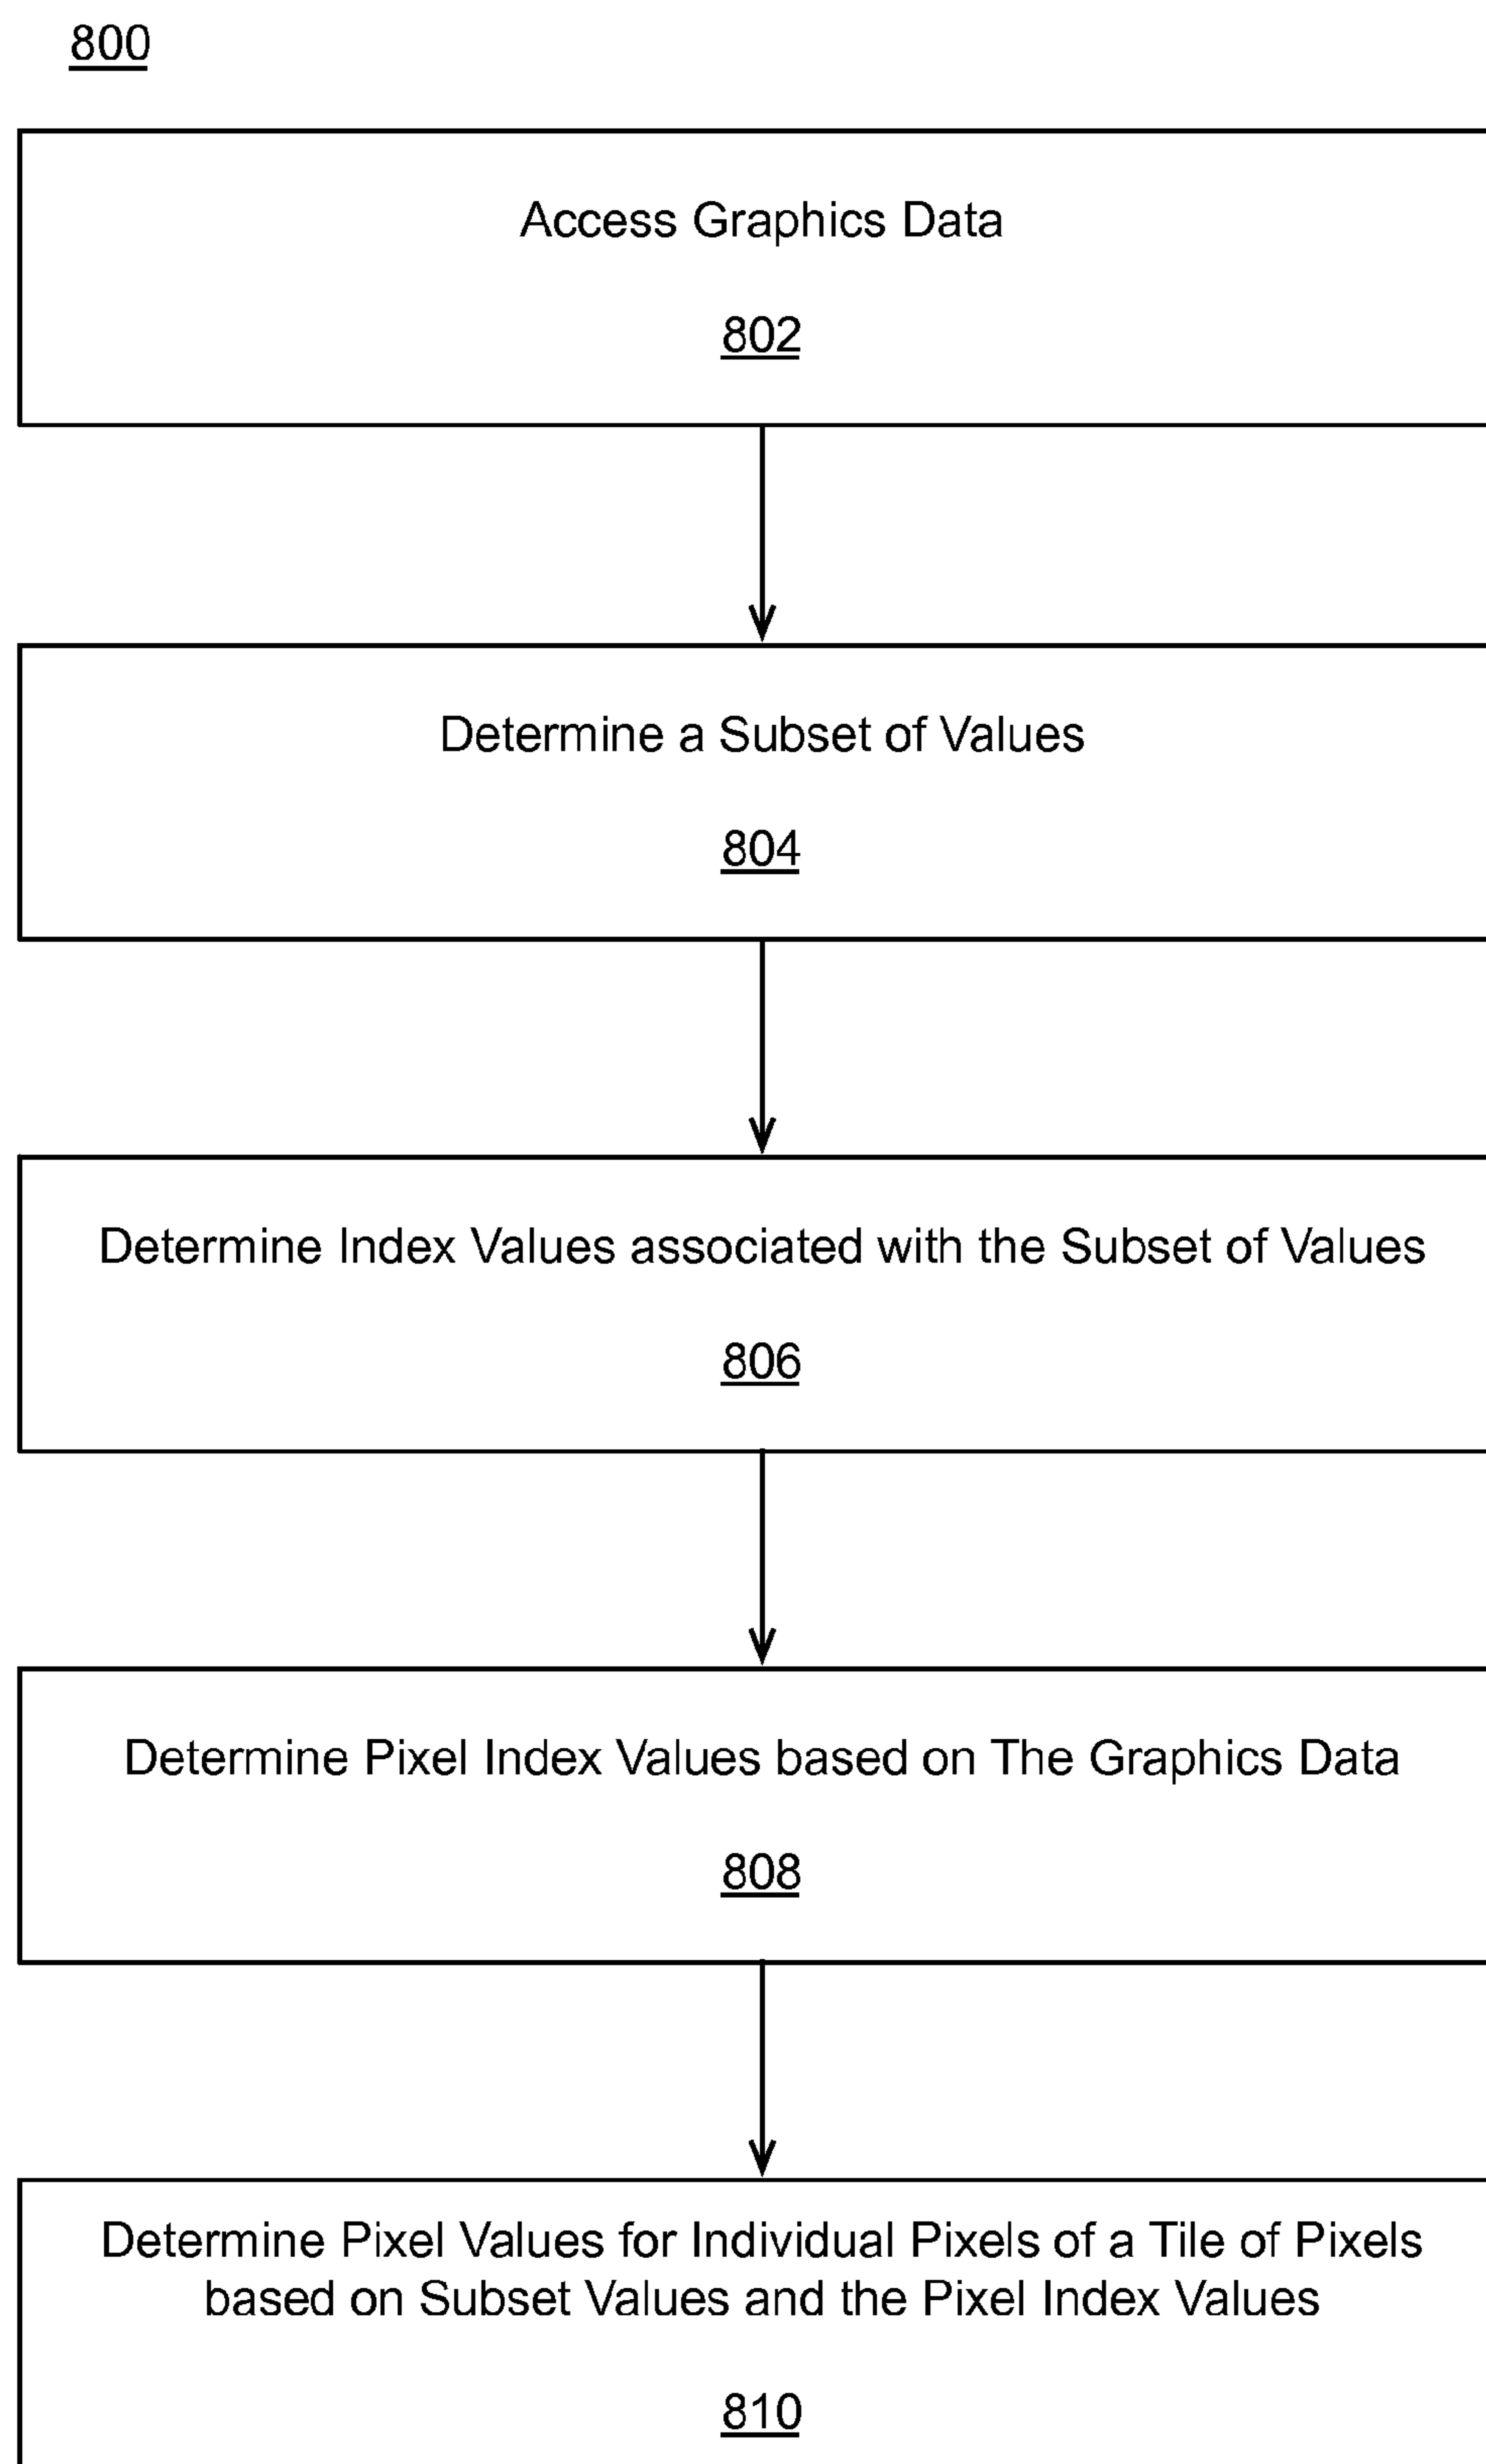 800
Access Graphics Data
802
Determine a Subset of Values
804
Determine Index Values associated with the Subset of Values
806
Determine Pixel Index Values based on The Graphics Data
808
Determine Pixel Values for Individual Pixels of a Tile of Pixels
based on Subset Values and the Pixel Index Values
810